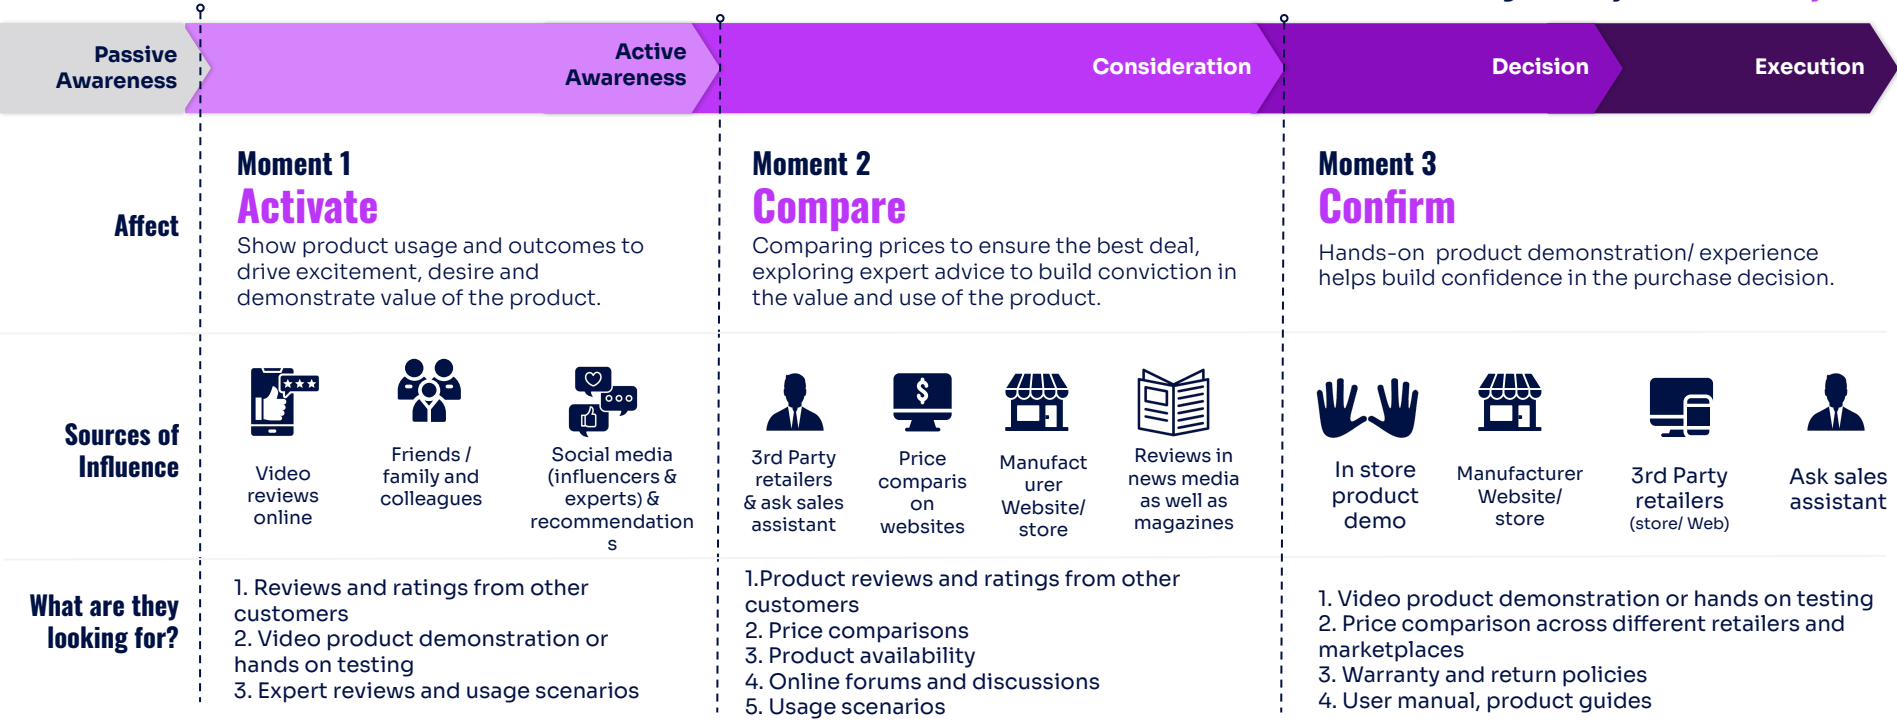 Passive
Awareness
Active
Awareness
Consideration
Decision
Execution
Affect
Moment 1
Activate
Show product usage and outcomes to
drive excitement, desire and
demonstrate value of the product.
Moment 2
Compare
Comparing prices to ensure the best deal,
exploring expert advice to build conviction in
the value and use of the product.
Moment 3
Confirm
Hands-on product demonstration/ experience
helps build confidence in the purchase decision.
Sources of
Influence
Video
reviews
online
Friends /
family and
colleagues
Social media
(influencers &
experts) &
recommendation
s
3rd Party
retailers
& ask sales
assistant
$
Price
comparis
on
websites
Manufact
urer
Website/
store
Reviews in
news media
as well as
magazines
In store
product
demo
Manufacturer
Website/
store
3rd Party
retailers
(store/ Web)
Ask sales
assistant
What are they
looking for?
1. Reviews and ratings from other
customers
2. Video product demonstration or
hands on testing
3. Expert reviews and usage scenarios
1.Product reviews and ratings from other
customers
2. Price comparisons
3. Product availability
4. Online forums and discussions
5. Usage scenarios
1. Video product demonstration or hands on testing
2. Price comparison across different retailers and
marketplaces
3. Warranty and return policies
4. User manual, product guides